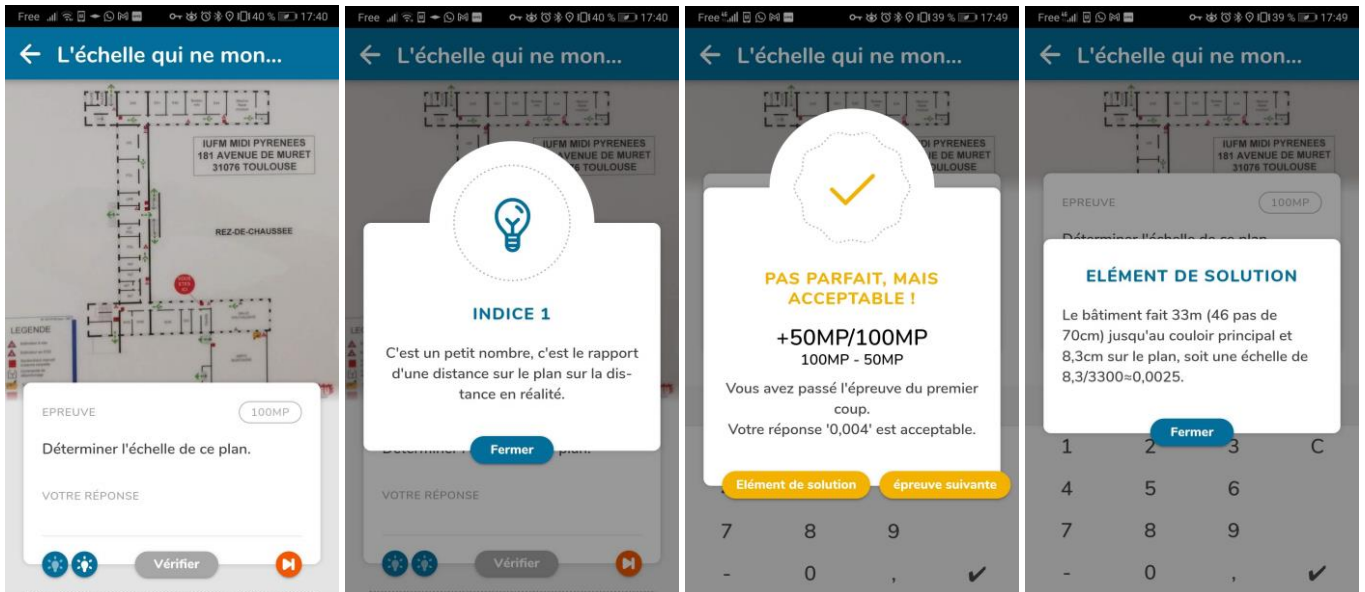 Free 40 % 17:40
L'échelle qui ne mon...
IUFM MIDI PYRENEES
181 AVENUE DE MURET
31076 TOULOUSE
REZ-DE-CHAUSSEE
LEGENDE
EPREUVE 100MP
Déterminer l'échelle de ce plan.
VOTRE RÉPONSE
Vérifier
Free 40 % 17:40
L'échelle qui ne mon...
IUFM MIDI PYRENEES
AVENUE DE MURET
TOULOUSE
INDICE 1
C'est un petit nombre, c'est le rapport
d'une distance sur le plan sur la dis-
tance en réalité.
Fermer
plan.
VOTRE RÉPONSE
Vérifier
Free 39 % 17:49
L'échelle qui ne mon...
PYRENEES
DE MURET
PAS PARFAIT, MAIS
ACCEPTABLE !
+50MP/100MP
100MP - 50MP
Vous avez passé l'épreuve du premier
coup.
Votre réponse '0,004' est acceptable.
Elément de solution épreuve suivante
7 8 9
- 0 , ✔
Free 39 % 17:49
L'échelle qui ne mon...
IUFM MIDI PYRENEES
181 AVENUE DE MURET
31076 TOULOUSE
EPREUVE 100MP
Déterminer l'échelle de ce plan.
ELÉMENT DE SOLUTION
Le bâtiment fait 33m (46 pas de
70cm) jusqu'au couloir principal et
8,3cm sur le plan, soit une échelle de
8,3/3300≈0,0025.
Fermer
1 2 3 C
4 5 6
7 8 9
- 0 , ✔